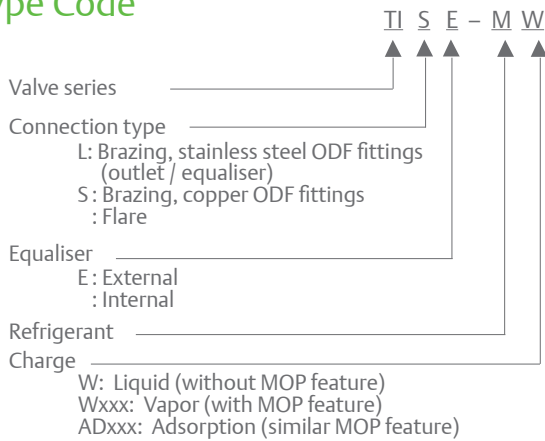 ype Code
TI S E – M W
Valve series
Connection type
L: Brazing, stainless steel ODF fittings
(outlet / equaliser)
S : Brazing, copper ODF fittings
: Flare
Equaliser
E : External
: Internal
Refrigerant
Charge
W: Liquid (without MOP feature)
Wxxx: Vapor (with MOP feature)
ADxxx: Adsorption (similar MOP feature)